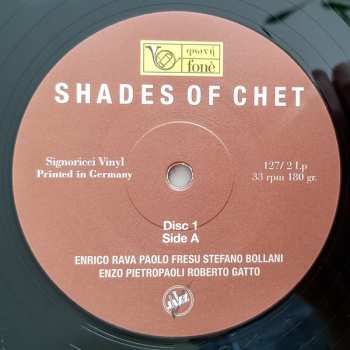 φωνή
fonè
SHADES OF CHET
Signoricci Vinyl
Printed in Germany
127/ 2 Lp
33 rpm 180 gr.
Disc 1
Side A
ENRICO RAVA PAOLO FRESU STEFANO BOLLANI
ENZO PIETROPAOLI ROBERTO GATTO
JAZZ